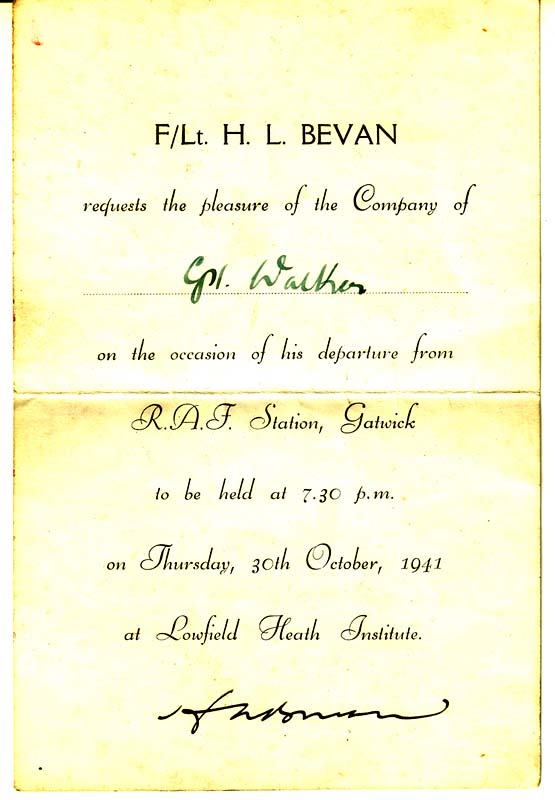 F/Lt. H. L. BEVAN
requests the pleasure of the Company of
Cpl. Walker
on the occasion of his departure from
R.A.F. Station, Gatwick
to be held at 7.30 p.m.
on Thursday, 30th October, 1941
at Lowfield Heath Institute.